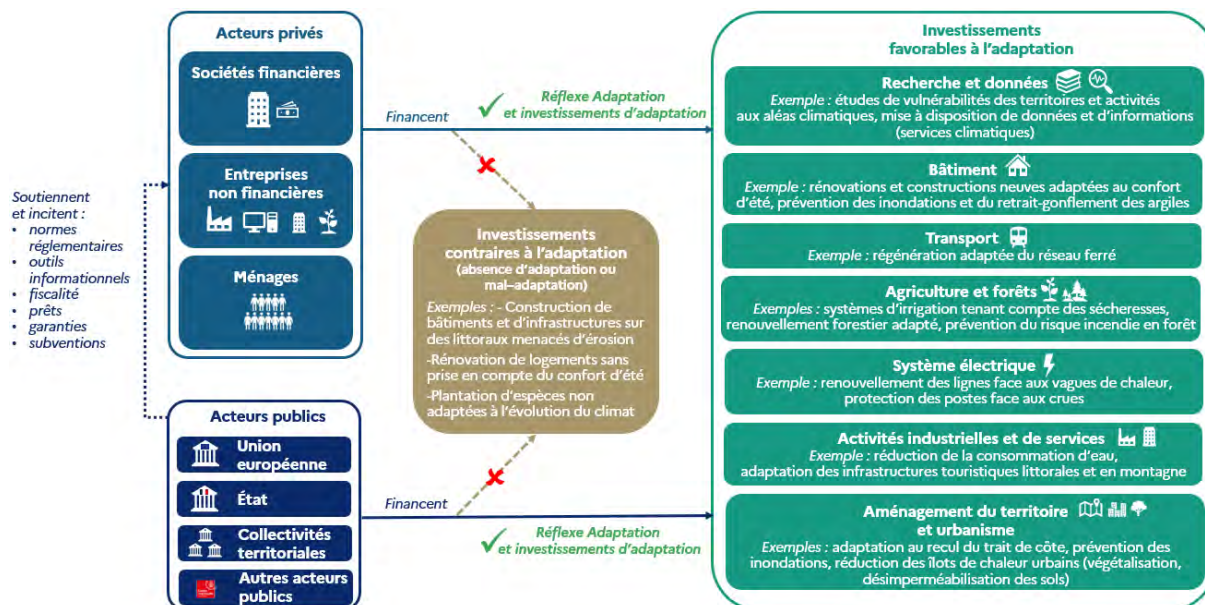 Soutiennent
et incitent :
• normes
réglementaires
• outils
informationnels
• fiscalité
• prêts
• garanties
• subventions
Acteurs privés
Sociétés financières
Entreprises
non financières
Ménages
Acteurs publics
Union
européenne
État
Collectivités
territoriales
Autres acteurs
publics
Financent
Réflexe Adaptation
et investissements d'adaptation
Investissements
contraires à l'adaptation
(absence d'adaptation ou
mal–adaptation)
Exemples : - Construction de
bâtiments et d'infrastructures sur
des littoraux menacés d'érosion
-Rénovation de logements sans
prise en compte du confort d'été
-Plantation d'espèces non
adaptées à l'évolution du climat
Financent
Réflexe Adaptation
et investissements d'adaptation
Investissements
favorables à l'adaptation
Recherche et données
Exemple : études de vulnérabilités des territoires et activités
aux aléas climatiques, mise à disposition de données et d'informations
(services climatiques)
Bâtiment
Exemple : rénovations et constructions neuves adaptées au confort
d'été, prévention des inondations et du retrait-gonflement des argiles
Transport
Exemple : régénération adaptée du réseau ferré
Agriculture et forêts
Exemple : systèmes d'irrigation tenant compte des sécheresses,
renouvellement forestier adapté, prévention du risque incendie en forêt
Système électrique
Exemple : renouvellement des lignes face aux vagues de chaleur,
protection des postes face aux crues
Activités industrielles et de services
Exemple : réduction de la consommation d'eau,
adaptation des infrastructures touristiques littorales et en montagne
Aménagement du territoire
et urbanisme
Exemples : adaptation au recul du trait de côte, prévention des
inondations, réduction des îlots de chaleur urbains (végétalisation,
désimperméabilisation des sols)